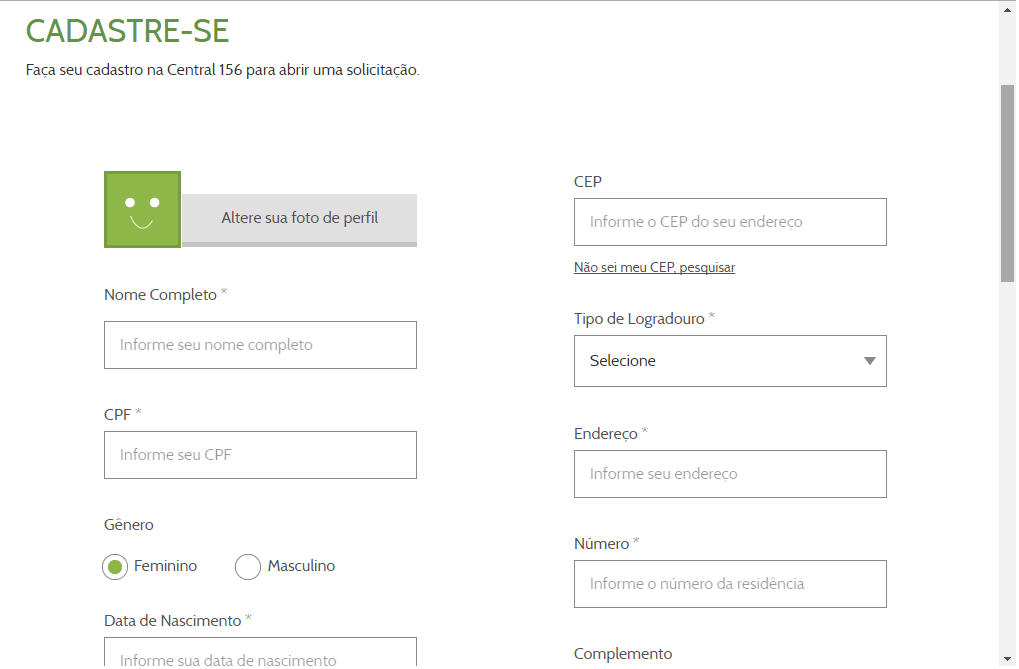 CADASTRE-SE
Faça seu cadastro na Central 156 para abrir uma solicitação.
Altere sua foto de perfil
Nome Completo *
Informe seu nome completo
CPF *
Informe seu CPF
Gênero
Feminino
Masculino
Data de Nascimento *
Informe sua data de nascimento
CEP
Informe o CEP do seu endereço
Não sei meu CEP, pesquisar
Tipo de Logradouro *
Selecione
Endereço *
Informe seu endereço
Número *
Informe o número da residência
Complemento